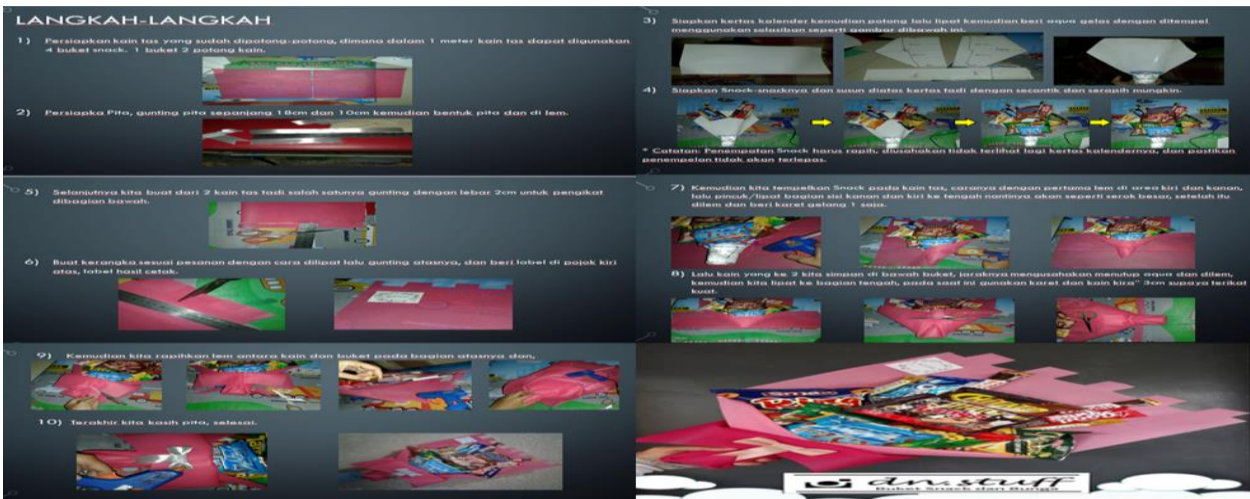 LANGKAH-LANGKAH
1) Persiapkan kain tas yang sudah dipotong-potong, dimana dalam 1 meter kain tas dapat digunakan
4 buket snack. 1 buket 2 potong kain.
2) Persiapka Pita, gunting pita sepanjang 18cm dan 10cm kemudian bentuk pita dan di lem.
3) Siapkan kertas kalender kemudian potong lalu lipat kemudian beri aqua gelas dengan ditempel
menggunakan solasiban seperti gambar dibawah ini.
4) Siapkan Snack-snacknya dan susun diatas kertas tadi dengan secantik dan serapih mungkin.
* Catatan: Penempatan Snack harus rapih, diusahakan tidak terlihat lagi kertas kalendernya, dan pastikan
penempelan tidak akan terlepas.
5) Selanjutnya kita buat dari 2 kain tas tadi salah satunya gunting dengan lebar 2cm untuk pengikat
dibagian bawah.
6) Buat kerangka sesuai pesanan dengan cara dilipat lalu gunting atasnya, dan beri label di pojok kiri
atas, label hasil cetak.
7) Kemudian kita tempelkan Snack pada kain tas, caranya dengan pertama lem di area kiri dan kanan,
lalu pincuk/lipat bagian sisi kanan dan kiri ke tengah nantinya akan seperti serok besar, setelah itu
dilem dan beri karet gelang 1 saja.
8) Lalu kain yang ke 2 kita simpan di bawah buket, jaraknya mengusahakan menutup aqua dan dilem,
kemudian kita lipat ke bagian tengah, pada saat ini gunakan karet dan kain kira" 3cm supaya terikat
kuat.
9) Kemudian kita rapihkan lem antara kain dan buket pada bagian atasnya dan,
10) Terakhir kita kasih pita, selesai.
dn.stuff
Buket Snack dan Bunga